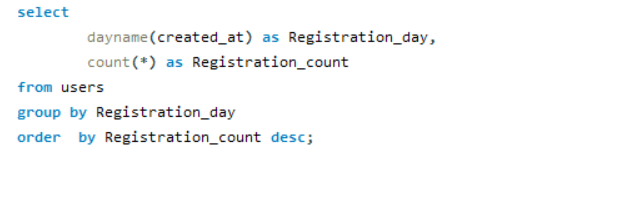 select
        dayname(created_at) as Registration_day,
        count(*) as Registration_count
from users
group by Registration_day
order  by Registration_count desc;